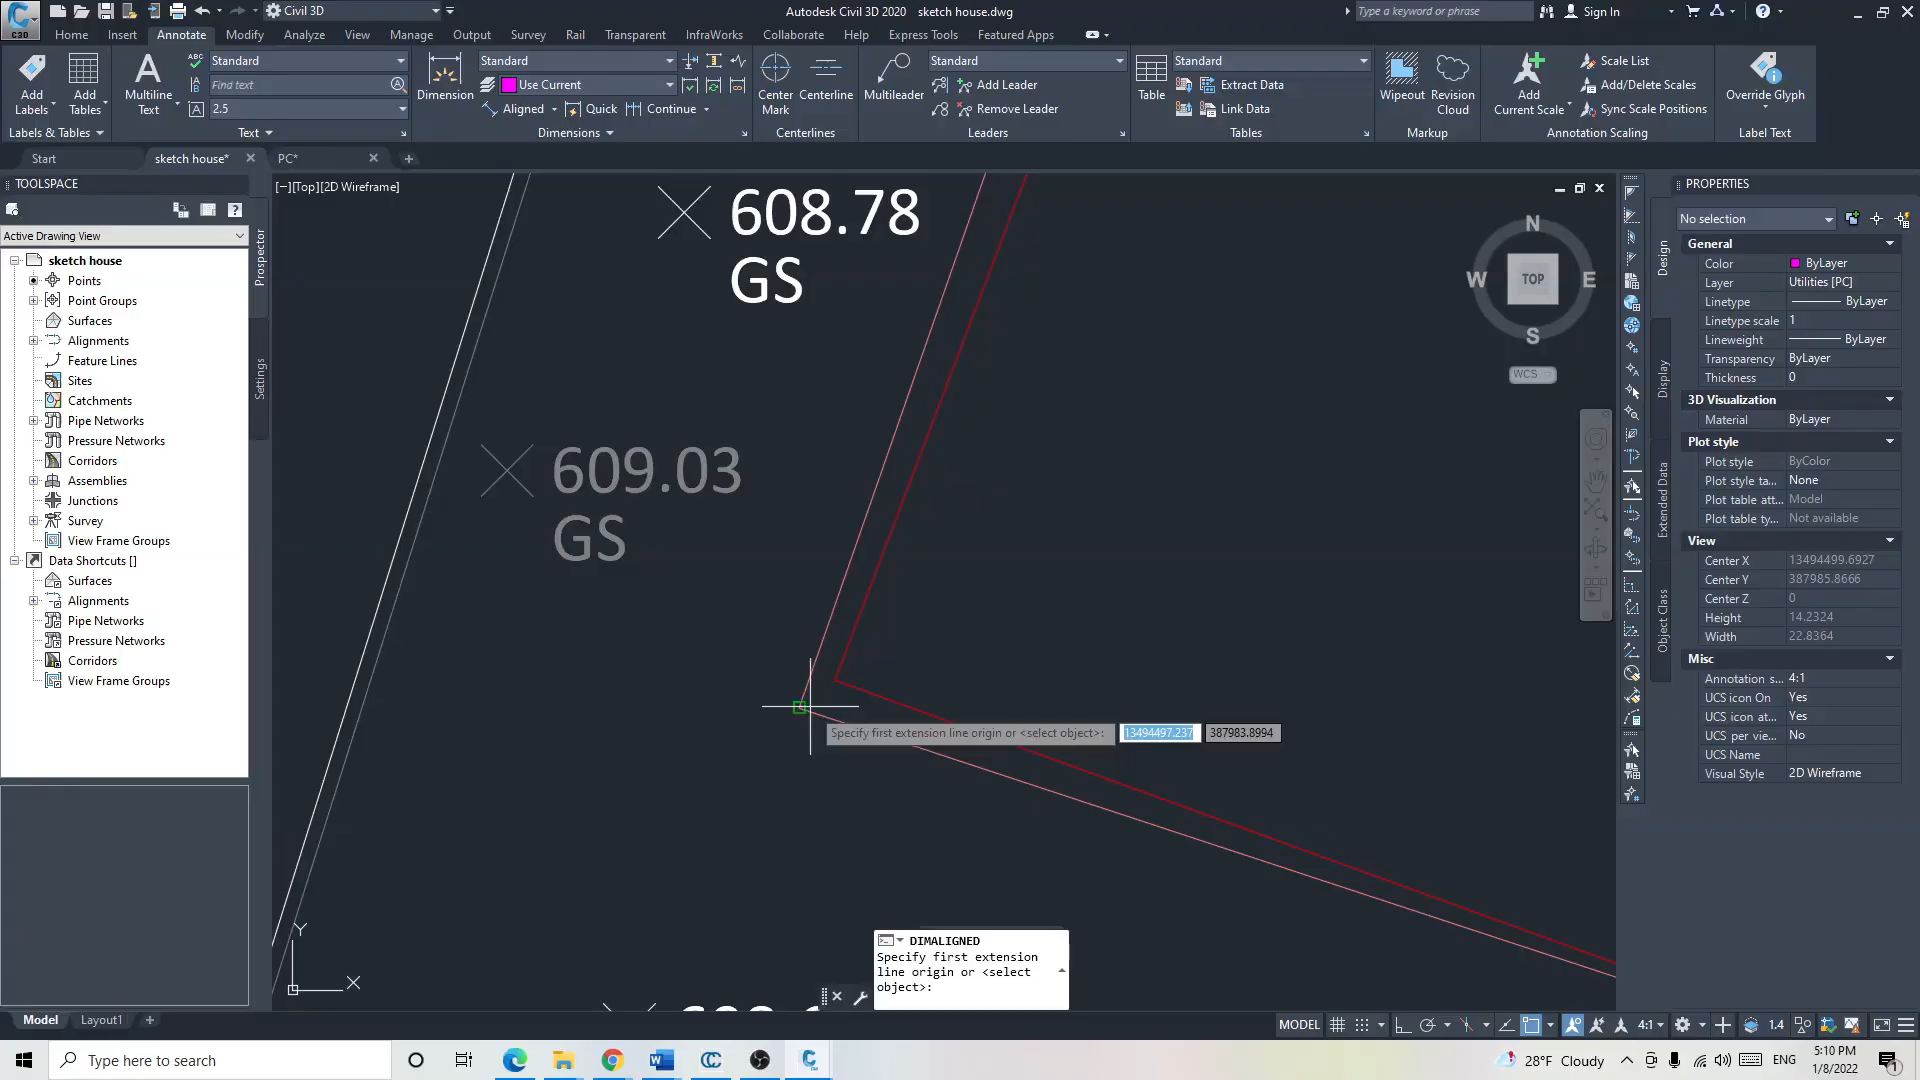 Civil 3D
Autodesk Civil 3D 2020 sketch house.dwg
Type a keyword or phrase
Sign In
C3D
Home Insert Annotate Modify Analyze View Manage Output Survey Rail Transparent InfraWorks Collaborate Help Express Tools Featured Apps
Add Labels
Add Tables
Labels & Tables
Multiline Text
ABC
Standard
Find text
2.5
Text
Dimension
Standard
Use Current
Aligned
Quick
Continue
Dimensions
Center Mark
Centerline
Centerlines
Multileader
Standard
Add Leader
Remove Leader
Leaders
Table
Standard
Extract Data
Link Data
Tables
Wipeout
Revision Cloud
Markup
Add Current Scale
Scale List
Add/Delete Scales
Sync Scale Positions
Annotation Scaling
Override Glyph
Label Text
Start
sketch house*
PC*
TOOLSPACE
Active Drawing View
sketch house
Points
Point Groups
Surfaces
Alignments
Feature Lines
Sites
Catchments
Pipe Networks
Pressure Networks
Corridors
Assemblies
Junctions
Survey
View Frame Groups
Data Shortcuts []
Surfaces
Alignments
Pipe Networks
Pressure Networks
Corridors
View Frame Groups
Prospector
Settings
[−][Top][2D Wireframe]
608.78
GS
609.03
GS
N
W TOP E
S
WCS
Specify first extension line origin or <select object>: 13494497.237 387983.8994
DIMALIGNED
Specify first extension
line origin or <select
object>:
Y
X
PROPERTIES
No selection
Design
Display
Extended Data
Object Class
General
Color ByLayer
Layer Utilities [PC]
Linetype ByLayer
Linetype scale 1
Lineweight ByLayer
Transparency ByLayer
Thickness 0
3D Visualization
Material ByLayer
Plot style
Plot style ByColor
Plot style ta... None
Plot table att... Model
Plot table ty... Not available
View
Center X 13494499.6927
Center Y 387985.8666
Center Z 0
Height 14.2324
Width 22.8364
Misc
Annotation s... 4:1
UCS icon On Yes
UCS icon at... Yes
UCS per vie... No
UCS Name
Visual Style 2D Wireframe
Model
Layout1
MODEL
4:1
1.4
Type here to search
28°F Cloudy
ENG
5:10 PM
1/8/2022